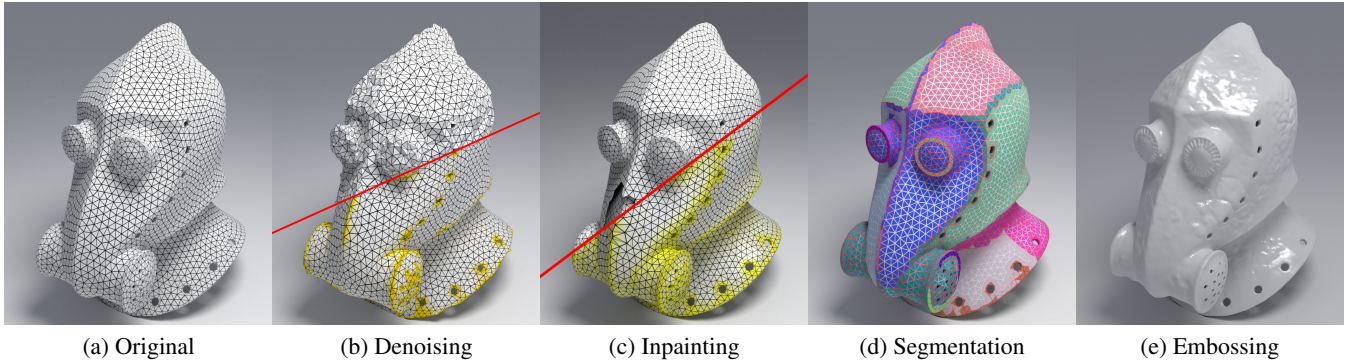 (a) Original
(b) Denoising
(c) Inpainting
(d) Segmentation
(e) Embossing